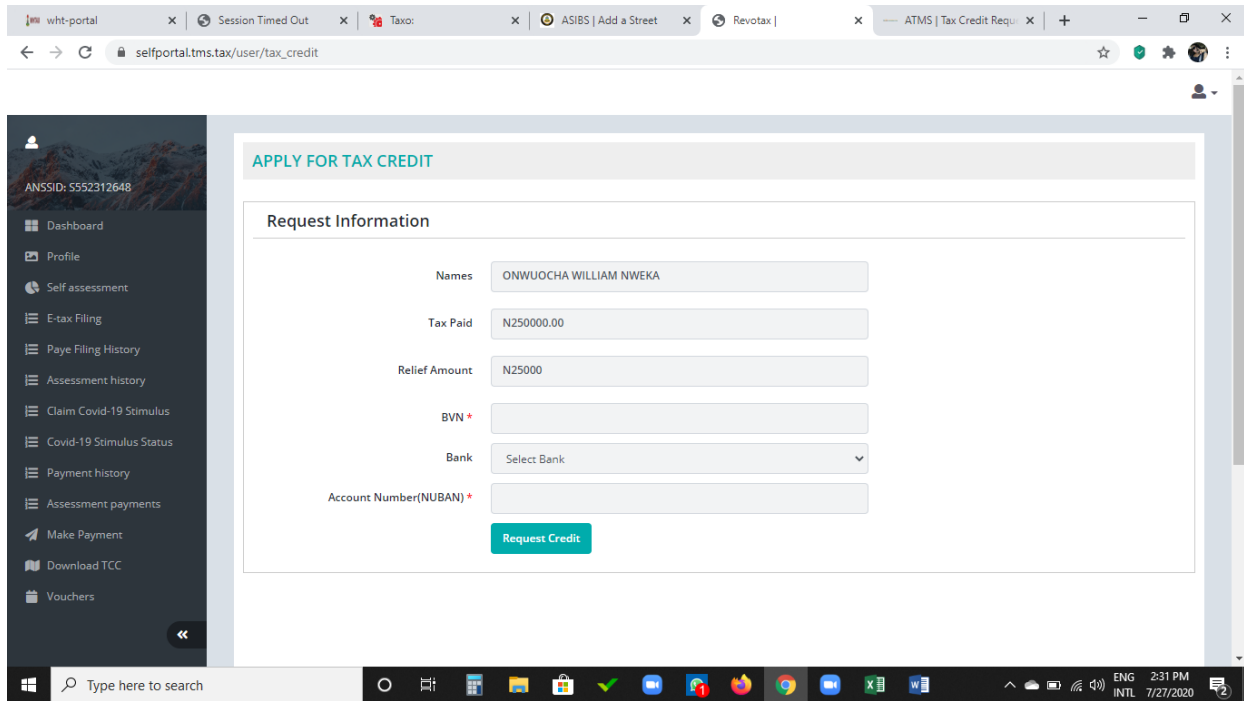 wht-portal
Session Timed Out
Taxo:
ASIBS | Add a Street
Revotax |
ATMS | Tax Credit Requ
selfportal.tms.tax/user/tax_credit
ANSSID: S552312648
Dashboard
Profile
Self assessment
E-tax Filing
Paye Filing History
Assessment history
Claim Covid-19 Stimulus
Covid-19 Stimulus Status
Payment history
Assessment payments
Make Payment
Download TCC
Vouchers
APPLY FOR TAX CREDIT
Request Information
Names ONWUOCHA WILLIAM NWEKA
Tax Paid N250000.00
Relief Amount N25000
BVN *
Bank Select Bank
Account Number(NUBAN) *
Request Credit
Type here to search
ENG 2:31 PM
INTL 7/27/2020